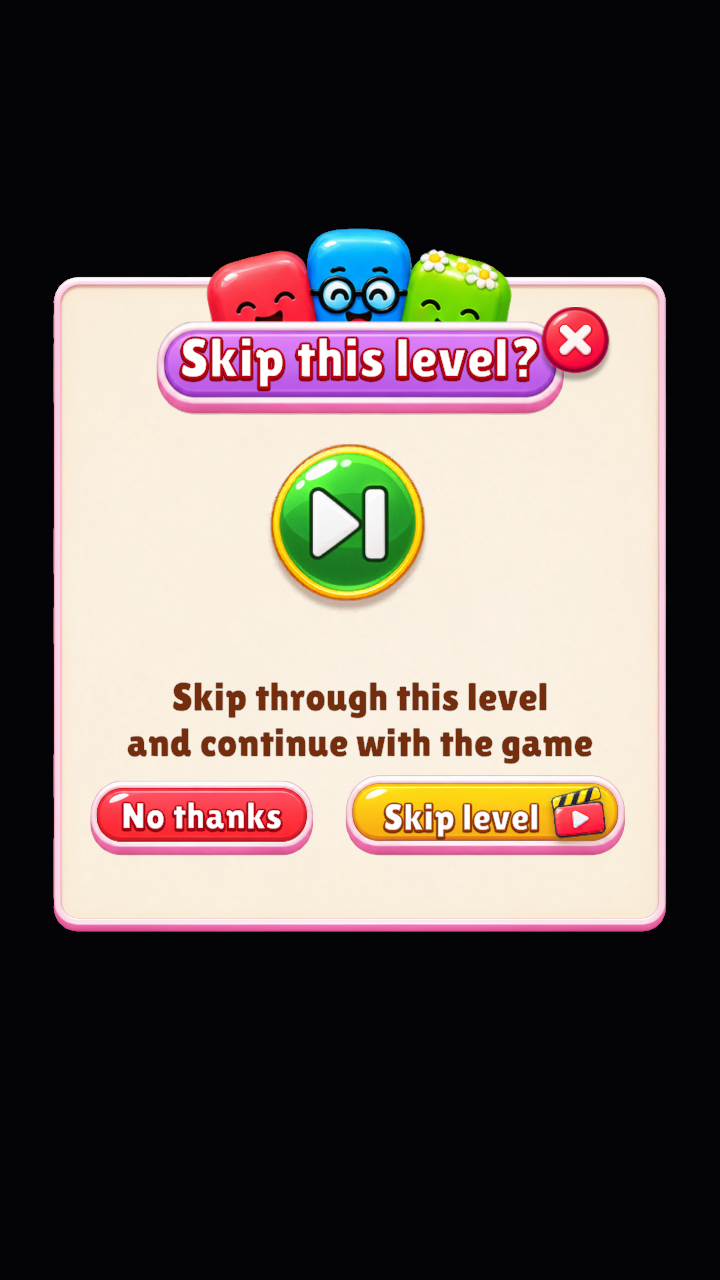 Skip this level?
Skip through this level
and continue with the game
No thanks
Skip level